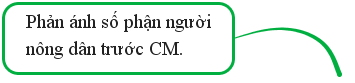 Phản ánh số phận người
nông dân trước CM.